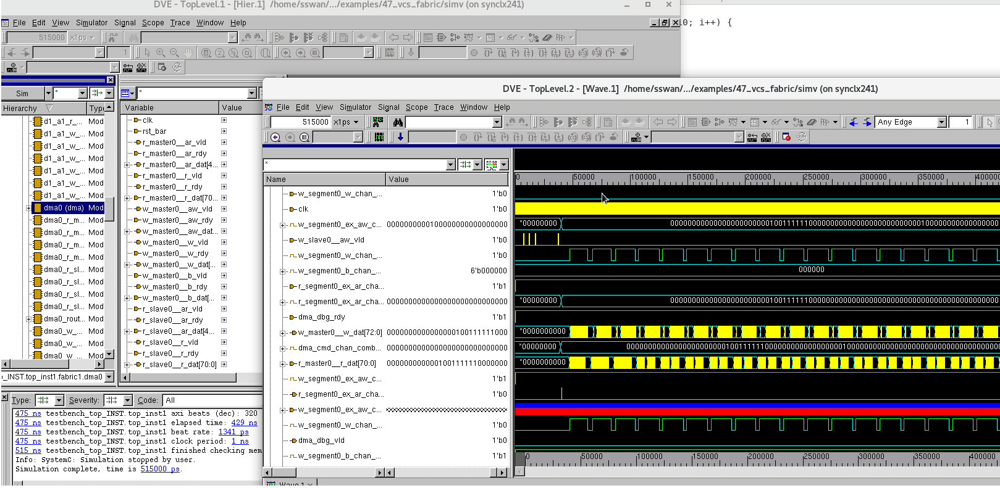 DVE - TopLevel.1 - [Hier.1] /home/sswan/.../examples/47_vcs_fabric/simv (on synclx241)
File Edit View Simulator Signal Scope Trace Window Help
0; i++) {
515000 x1ps
1
Sim * *
Hierarchy Type Variable Value
d1_a1_r_... Mod
d1_a1_w_... Mod
d1_a1_w_... Mod
d1_a1_w_... Mod
d1_a1_w_... Mod
d1_a1_w_... Mod
d1_a1_w_... Mod
dma0 (dma) Mod
dma0_r_m... Mod
dma0_r_m... Mod
dma0_r_m... Mod
dma0_r_m... Mod
dma0_r_sl... Mod
dma0_r_sl... Mod
dma0_r_sl... Mod
dma0_r_sl... Mod
dma0_rout... Mod
dma0_w_... Mod
dma0_w_... Mod
dma0_w_... Mod
_INST.top_inst1.fabric1.dma0
clk
rst_bar
r_master0__ar_vld
r_master0__ar_rdy
r_master0__ar_dat[4...
r_master0__r_vld
r_master0__r_rdy
r_master0__r_dat[70...
w_master0__aw_vld
w_master0__aw_rdy
w_master0__aw_dat...
w_master0__w_vld
w_master0__w_rdy
w_master0__w_dat[...
w_master0__b_vld
w_master0__b_rdy
w_master0__b_dat[...
r_slave0__ar_vld
r_slave0__ar_rdy
r_slave0__ar_dat[4...
r_slave0__r_vld
r_slave0__r_rdy
r_slave0__r_dat[70:0]
Type: Severity: Code: All
475 ns testbench_top_INST.top_inst1 axi beats (dec): 320
475 ns testbench_top_INST.top_inst1 elapsed time: 429 ns
475 ns testbench_top_INST.top_inst1 beat rate: 1341 ps
475 ns testbench_top_INST.top_inst1 clock period: 1 ns
515 ns testbench_top_INST.top_inst1 finished checking mem
Info: SystemC: Simulation stopped by user.
Simulation complete, time is 515000 ps.
DVE - TopLevel.2 - [Wave.1] /home/sswan/.../examples/47_vcs_fabric/simv (on synclx241)
File Edit View Simulator Signal Scope Trace Window Help
515000 x1ps Any Edge 1
*
Name Value
0 50000 100000 150000 200000 250000 300000 350000 400000
w_segment0_w_chan_... 1'b0
clk 1'b0
w_segment0_ex_aw_c...
w_slave0__aw_vld 1'b0
w_segment0_w_chan_... 1'b0
w_segment0_b_chan_... 6'b000000 000000
r_segment0_ex_ar_cha... 1'b1
r_segment0_ex_ar_cha...
dma_dbg_rdy 1'b1
w_master0__w_dat[72:0] *0000000000
dma_cmd_chan_comb...
r_master0__r_dat[70:0] *0000000000
w_segment0_ex_aw_c... 1'b1
r_segment0_ex_ar_cha... 1'b0
w_segment0_ex_aw_c...
w_segment0_w_chan_... 1'b0
dma_dbg_vld 1'b0
w_segment0_b_chan_... 1'b1
0 50000 100000 150000 200000 250000 300000 350000 400000
Wave.1